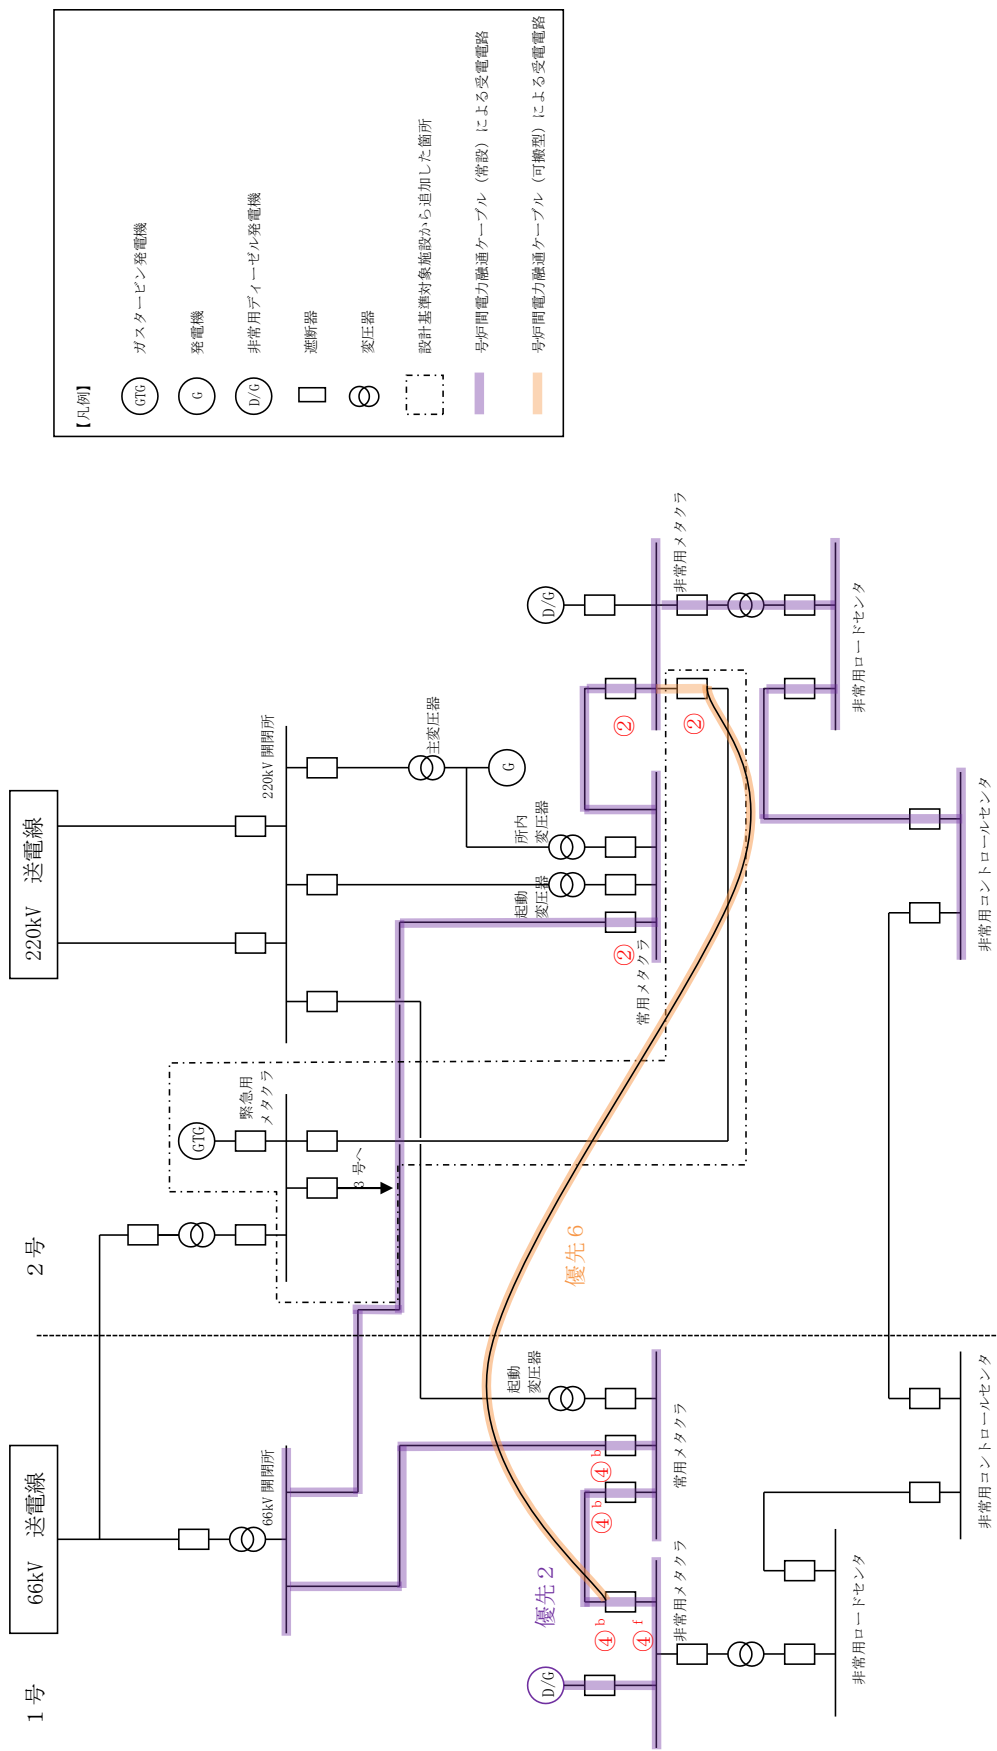 1号
2号
66kV 送電線
220kV 送電線
66kV 開閉所
220kV 開閉所
GTG
緊急用
メタクラ
3 号へ
主変圧器
G
所内
変圧器
起動
変圧器
起動
変圧器
D/G
D/G
優先2
優先6
④b
④f
④b
④b
②
②
②
常用メタクラ
常用メタクラ
非常用メタクラ
非常用メタクラ
非常用ロードセンタ
非常用ロードセンタ
非常用コントロールセンタ
非常用コントロールセンタ
【凡例】
GTG ガスタービン発電機
G 発電機
D/G 非常用ディーゼル発電機
遮断器
変圧器
設計基準対象施設から追加した箇所
号炉間電力融通ケーブル（常設）による受電電路
号炉間電力融通ケーブル（可搬型）による受電電路